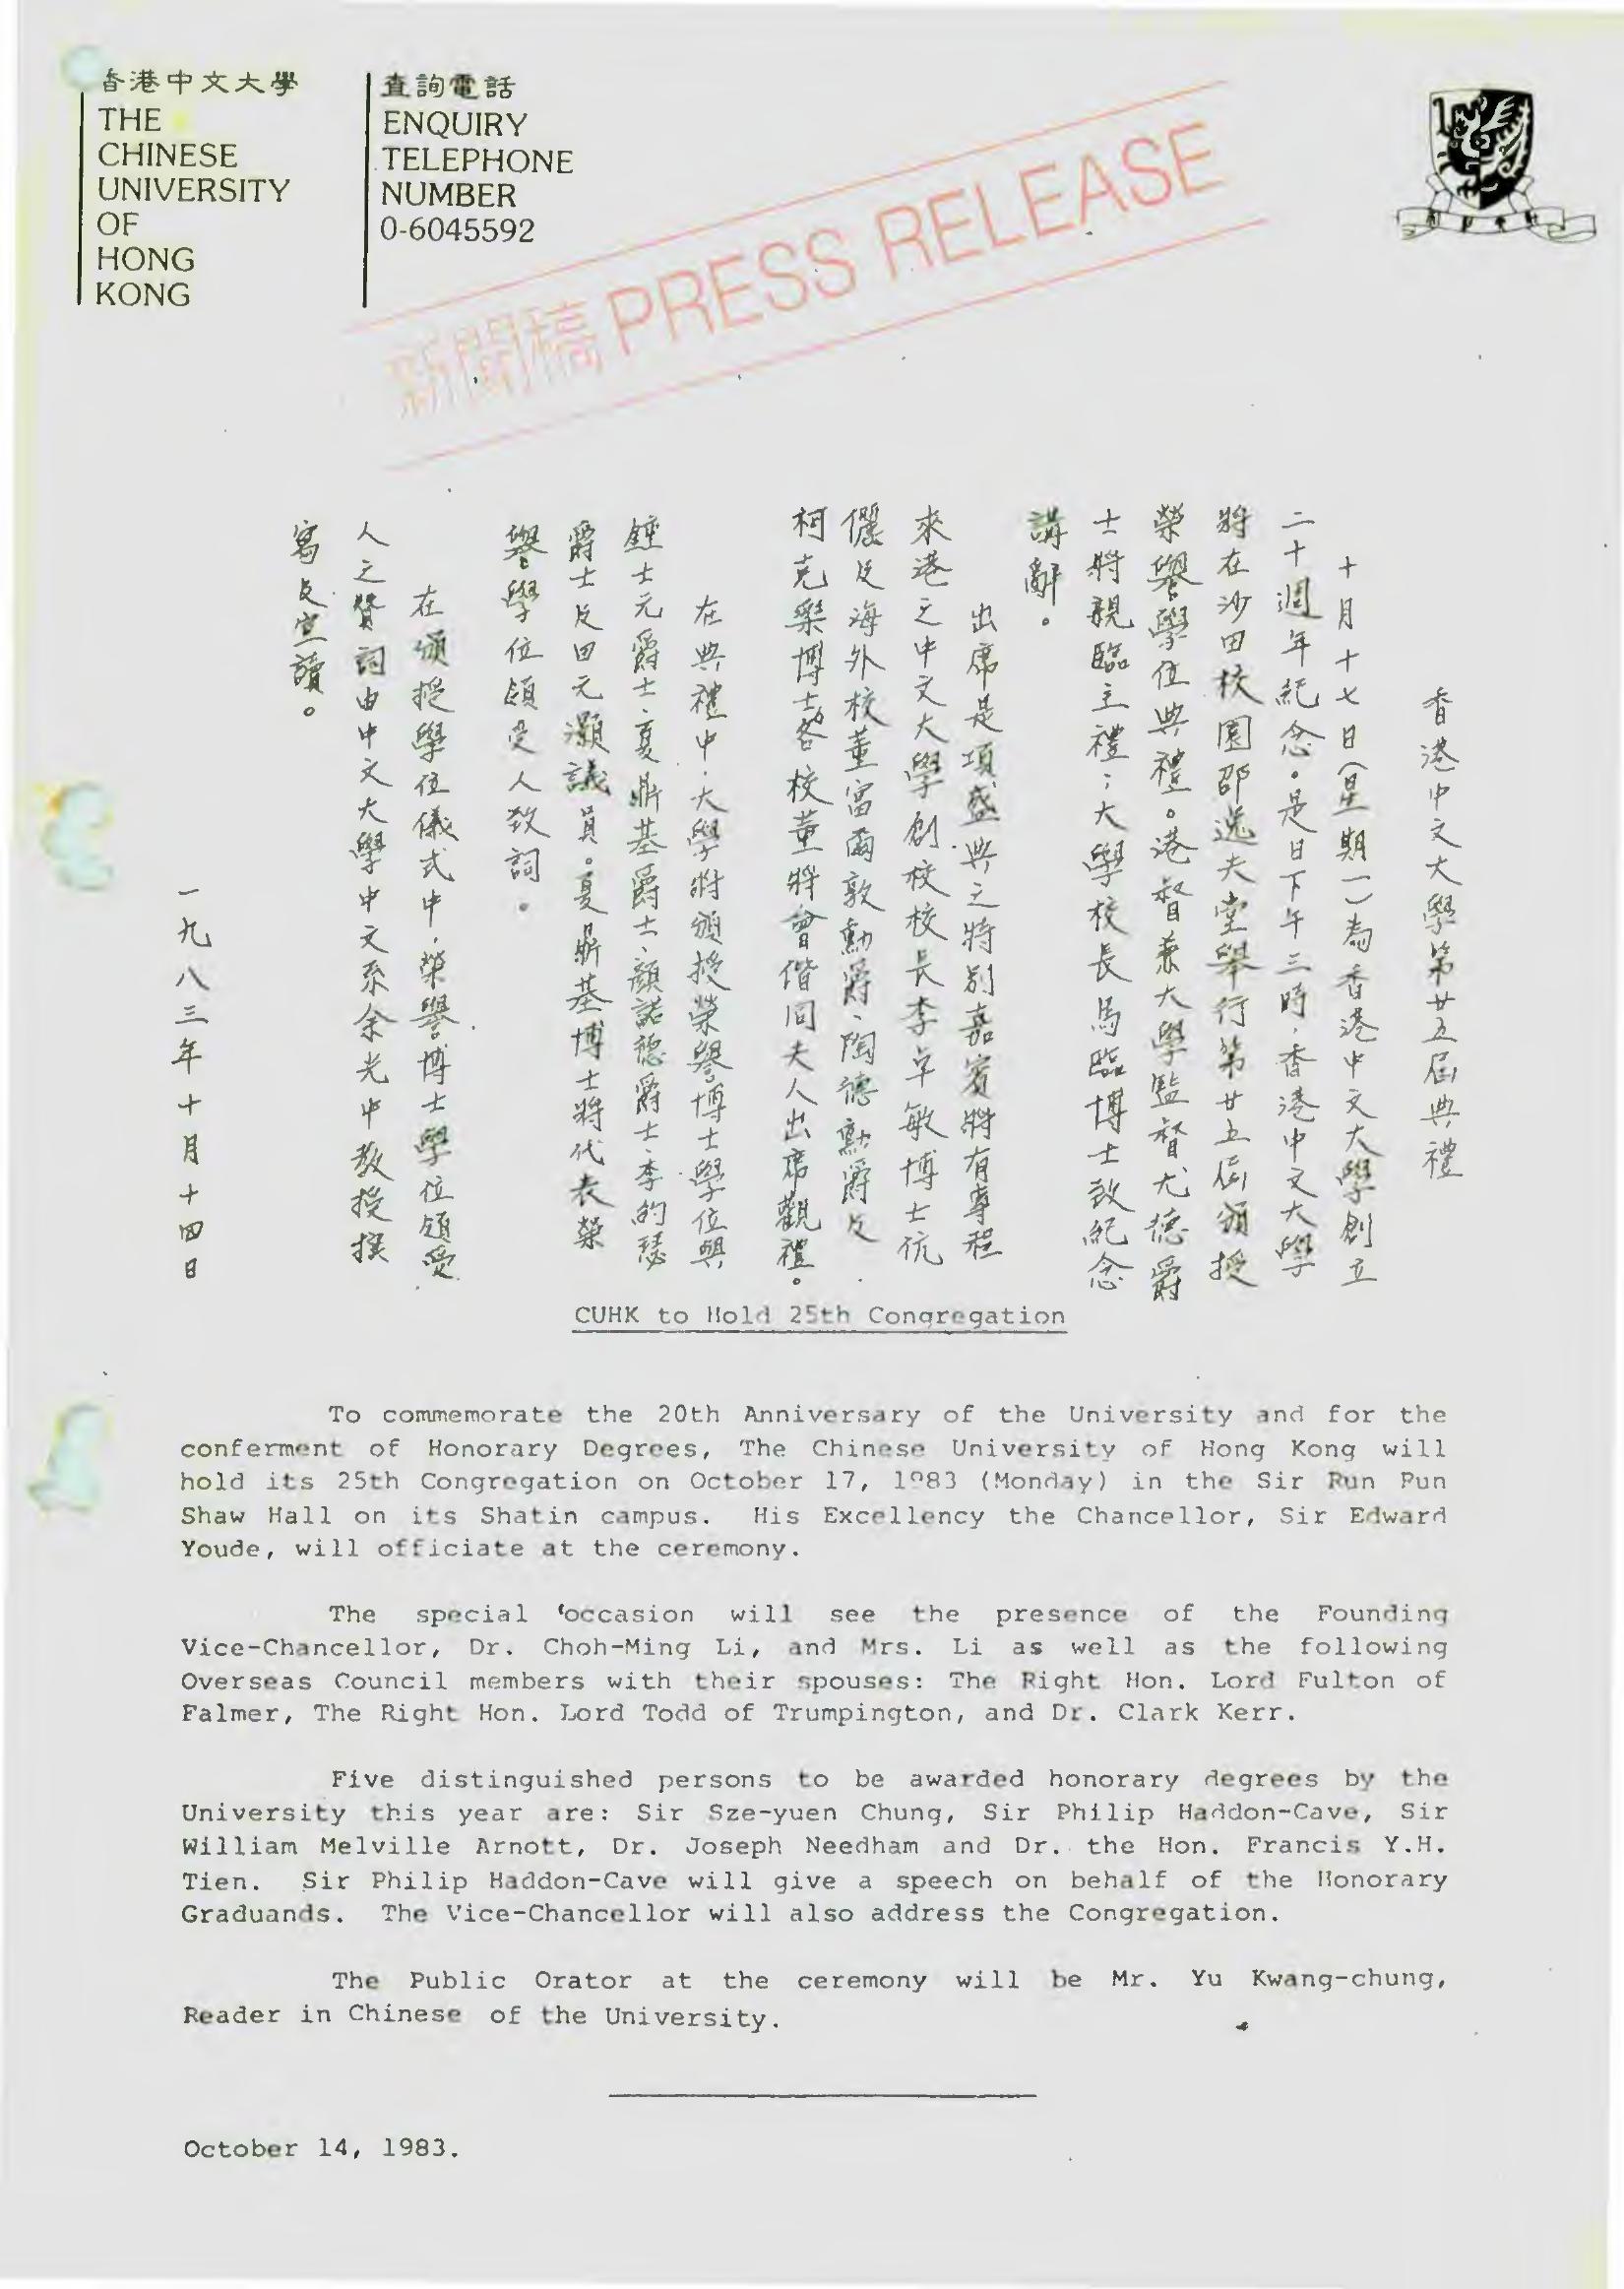 香港中文大學
THE
CHINESE
UNIVERSITY
OF
HONG
KONG
查詢電話
ENQUIRY
TELEPHONE
NUMBER
0-6045592
新聞稿 PRESS RELEASE
香港中文大學第廿五屆典禮
十月十七日(星期一)為香港中文大學創立
二十週年紀念。是日下午三時,香港中文大學
將在沙田校園邵逸夫堂舉行第廿五屆頒授
榮譽學位典禮。港督兼大學監督尤德爵
士將親臨主禮;大學校長馬臨博士致紀念
講辭。
出席是項盛典之特別嘉賓將有專程
來港之中文大學創校校長李卓敏博士伉
儷及海外校董富爾敦勳爵、陶德勳爵及
柯克樂博士。各校董將會偕同夫人出席觀禮。
在典禮中,大學將頒授榮譽博士學位與
鍾士元爵士、夏鼎基爵士、顏諾德爵士、李約瑟
爵士及田元灝議員。夏鼎基博士將代表榮
譽學位領受人致詞。
在頒授學位儀式中,榮譽博士學位領受
人之贊詞由中文大學中文系余光中教授撰
寫及宣讀。
一九八三年十月十四日
CUHK to Hold 25th Congregation
To commemorate the 20th Anniversary of the University and for the
conferment of Honorary Degrees, The Chinese University of Hong Kong will
hold its 25th Congregation on October 17, 1983 (Monday) in the Sir Run Run
Shaw Hall on its Shatin campus. His Excellency the Chancellor, Sir Edward
Youde, will officiate at the ceremony.
The special occasion will see the presence of the Founding
Vice-Chancellor, Dr. Choh-Ming Li, and Mrs. Li as well as the following
Overseas Council members with their spouses: The Right Hon. Lord Fulton of
Falmer, The Right Hon. Lord Todd of Trumpington, and Dr. Clark Kerr.
Five distinguished persons to be awarded honorary degrees by the
University this year are: Sir Sze-yuen Chung, Sir Philip Haddon-Cave, Sir
William Melville Arnott, Dr. Joseph Needham and Dr. the Hon. Francis Y.H.
Tien. Sir Philip Haddon-Cave will give a speech on behalf of the Honorary
Graduands. The Vice-Chancellor will also address the Congregation.
The Public Orator at the ceremony will be Mr. Yu Kwang-chung,
Reader in Chinese of the University.
October 14, 1983.